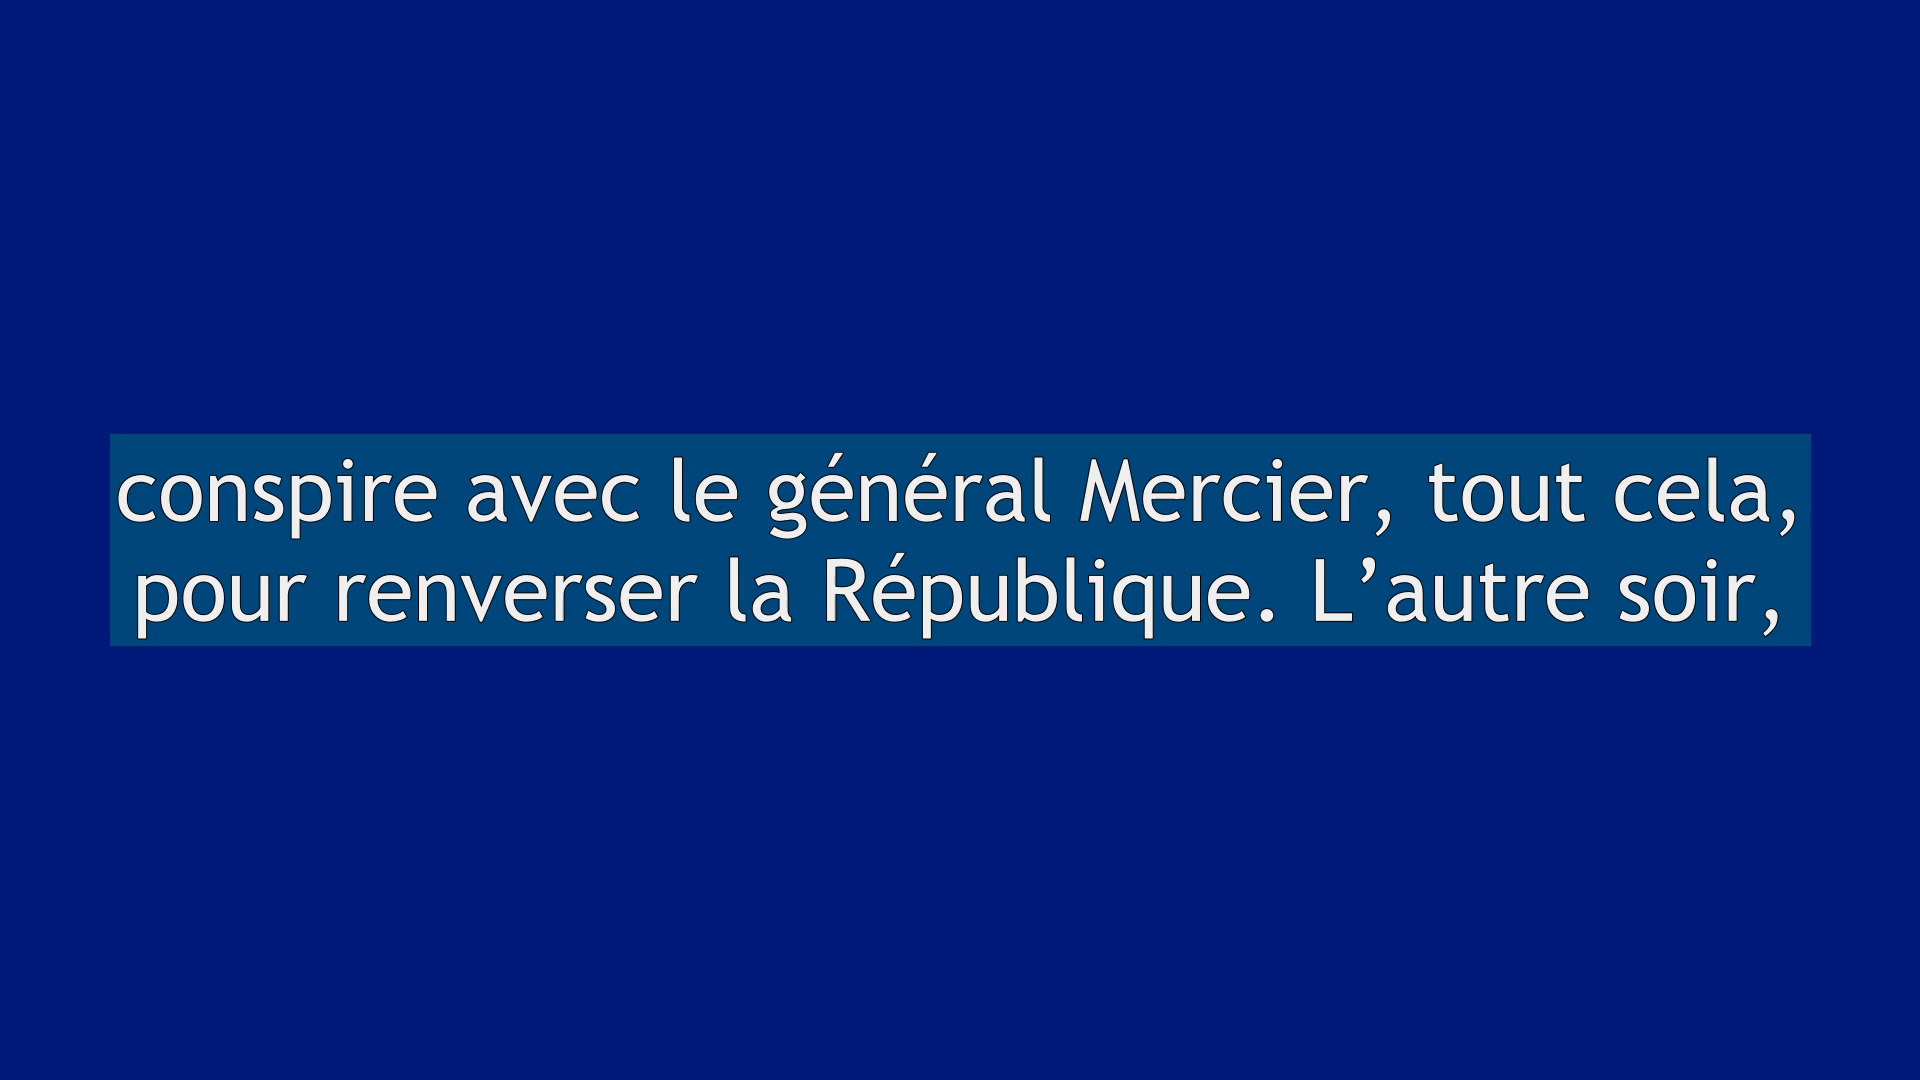 conspire avec le général Mercier, tout cela,
pour renverser la République. L’autre soir,